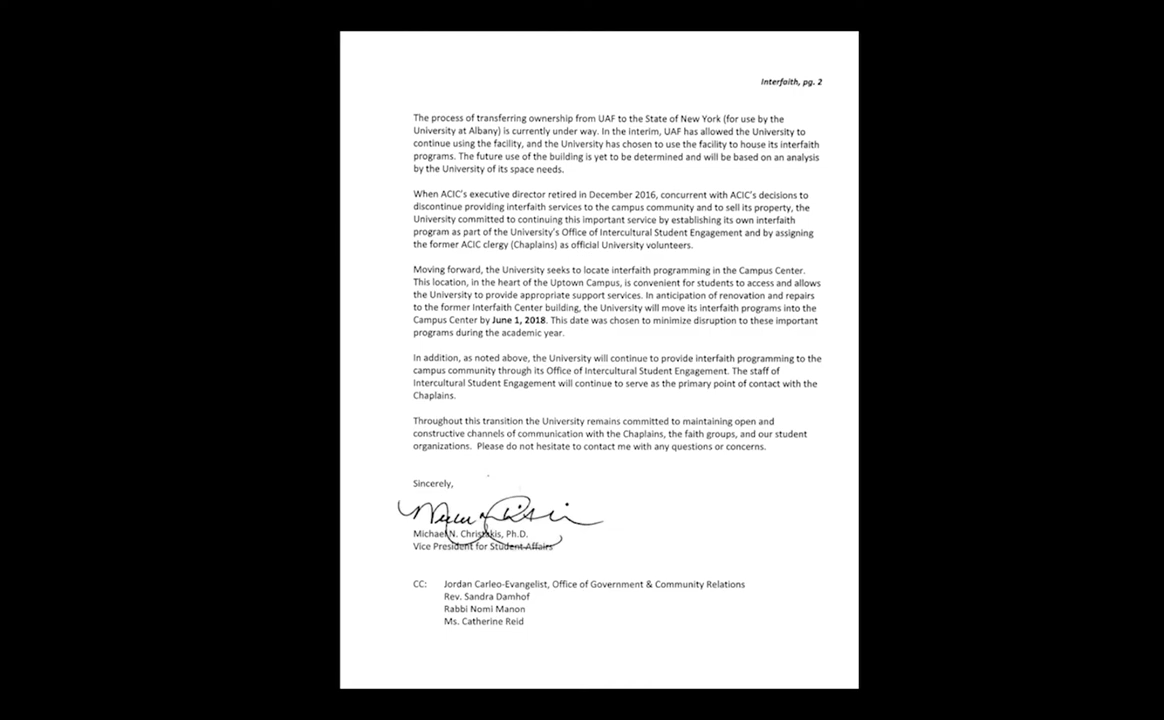 Interfaith, pg. 2
The process of transferring ownership from UAF to the State of New York (for use by the
University at Albany) is currently under way. In the interim, UAF has allowed the University to
continue using the facility, and the University has chosen to use the facility to house its interfaith
programs. The future use of the building is yet to be determined and will be based on an analysis
by the University of its space needs.
When ACIC's executive director retired in December 2016, concurrent with ACIC's decisions to
discontinue providing interfaith services to the campus community and to sell its property, the
University committed to continuing this important service by establishing its own interfaith
program as part of the University's Office of Intercultural Student Engagement and by assigning
the former ACIC clergy (Chaplains) as official University volunteers.
Moving forward, the University seeks to locate interfaith programming in the Campus Center.
This location, in the heart of the Uptown Campus, is convenient for students to access and allows
the University to provide appropriate support services. In anticipation of renovation and repairs
to the former Interfaith Center building, the University will move its interfaith programs into the
Campus Center by June 1, 2018. This date was chosen to minimize disruption to these important
programs during the academic year.
In addition, as noted above, the University will continue to provide interfaith programming to the
campus community through its Office of Intercultural Student Engagement. The staff of
Intercultural Student Engagement will continue to serve as the primary point of contact with the
Chaplains.
Throughout this transition the University remains committed to maintaining open and
constructive channels of communication with the Chaplains, the faith groups, and our student
organizations. Please do not hesitate to contact me with any questions or concerns.
Sincerely,
Michael N. Christakis, Ph.D.
Vice President for Student Affairs
CC: Jordan Carleo-Evangelist, Office of Government & Community Relations
Rev. Sandra Damhof
Rabbi Nomi Manon
Ms. Catherine Reid